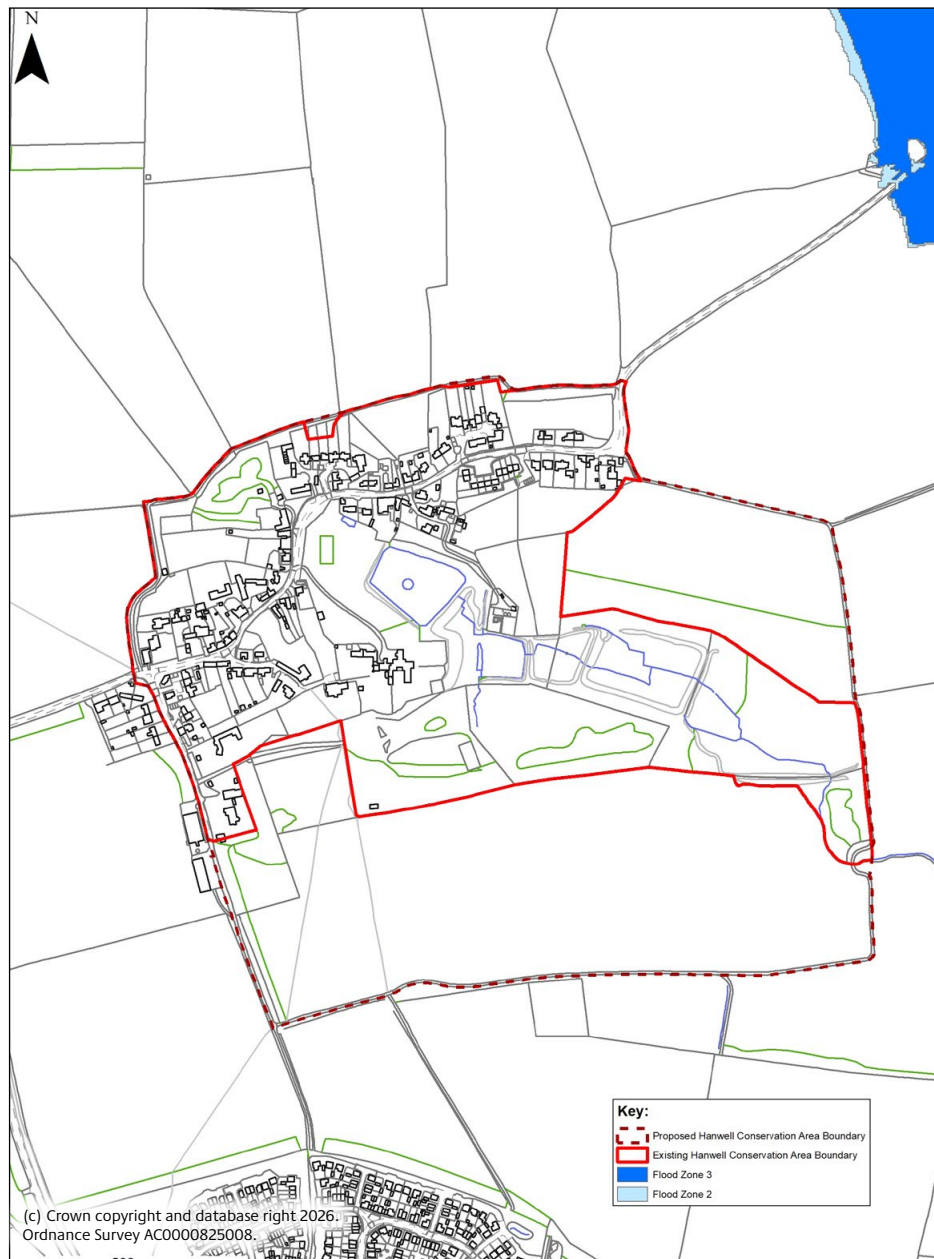 N
Key:
Proposed Hanwell Conservation Area Boundary
Existing Hanwell Conservation Area Boundary
Flood Zone 3
Flood Zone 2
(c) Crown copyright and database right 2026.
Ordnance Survey AC0000825008.